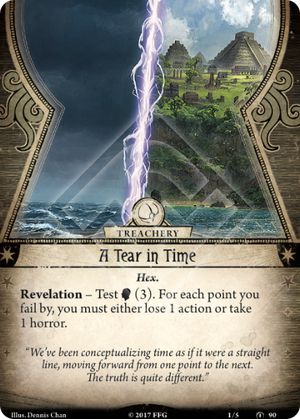 TREACHERY
A Tear in Time
Hex.
Revelation – Test (3). For each point you
fail by, you must either lose 1 action or take
1 horror.
“We’ve been conceptualizing time as if it were a straight
line, moving forward from one point to the next.
The truth is quite different.”
Illus. Dennis Chan © 2017 FFG 1/5 90